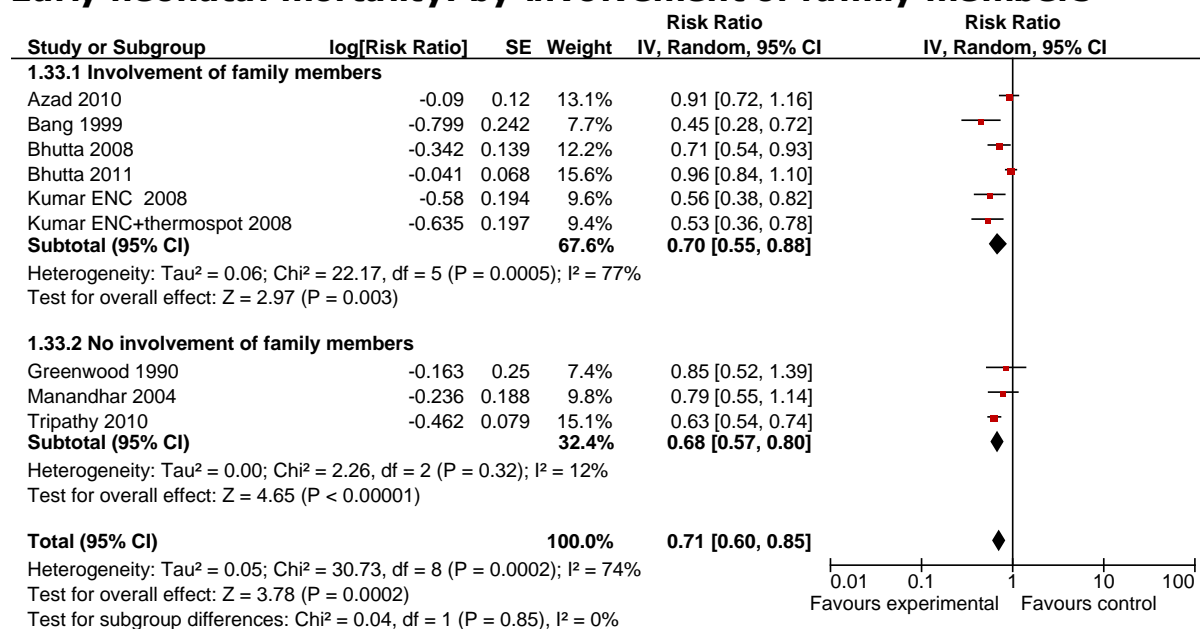 Early neonatal mortality: by involvement of family members
Risk Ratio Risk Ratio
Study or Subgroup log[Risk Ratio] SE Weight IV, Random, 95% CI IV, Random, 95% CI
1.33.1 Involvement of family members
Azad 2010 -0.09 0.12 13.1% 0.91 [0.72, 1.16]
Bang 1999 -0.799 0.242 7.7% 0.45 [0.28, 0.72]
Bhutta 2008 -0.342 0.139 12.2% 0.71 [0.54, 0.93]
Bhutta 2011 -0.041 0.068 15.6% 0.96 [0.84, 1.10]
Kumar ENC 2008 -0.58 0.194 9.6% 0.56 [0.38, 0.82]
Kumar ENC+thermospot 2008 -0.635 0.197 9.4% 0.53 [0.36, 0.78]
Subtotal (95% CI) 67.6% 0.70 [0.55, 0.88]
Heterogeneity: Tau² = 0.06; Chi² = 22.17, df = 5 (P = 0.0005); I² = 77%
Test for overall effect: Z = 2.97 (P = 0.003)
1.33.2 No involvement of family members
Greenwood 1990 -0.163 0.25 7.4% 0.85 [0.52, 1.39]
Manandhar 2004 -0.236 0.188 9.8% 0.79 [0.55, 1.14]
Tripathy 2010 -0.462 0.079 15.1% 0.63 [0.54, 0.74]
Subtotal (95% CI) 32.4% 0.68 [0.57, 0.80]
Heterogeneity: Tau² = 0.00; Chi² = 2.26, df = 2 (P = 0.32); I² = 12%
Test for overall effect: Z = 4.65 (P < 0.00001)
Total (95% CI) 100.0% 0.71 [0.60, 0.85]
Heterogeneity: Tau² = 0.05; Chi² = 30.73, df = 8 (P = 0.0002); I² = 74%
Test for overall effect: Z = 3.78 (P = 0.0002)
Test for subgroup differences: Chi² = 0.04, df = 1 (P = 0.85), I² = 0%
0.01 0.1 1 10 100
Favours experimental Favours control